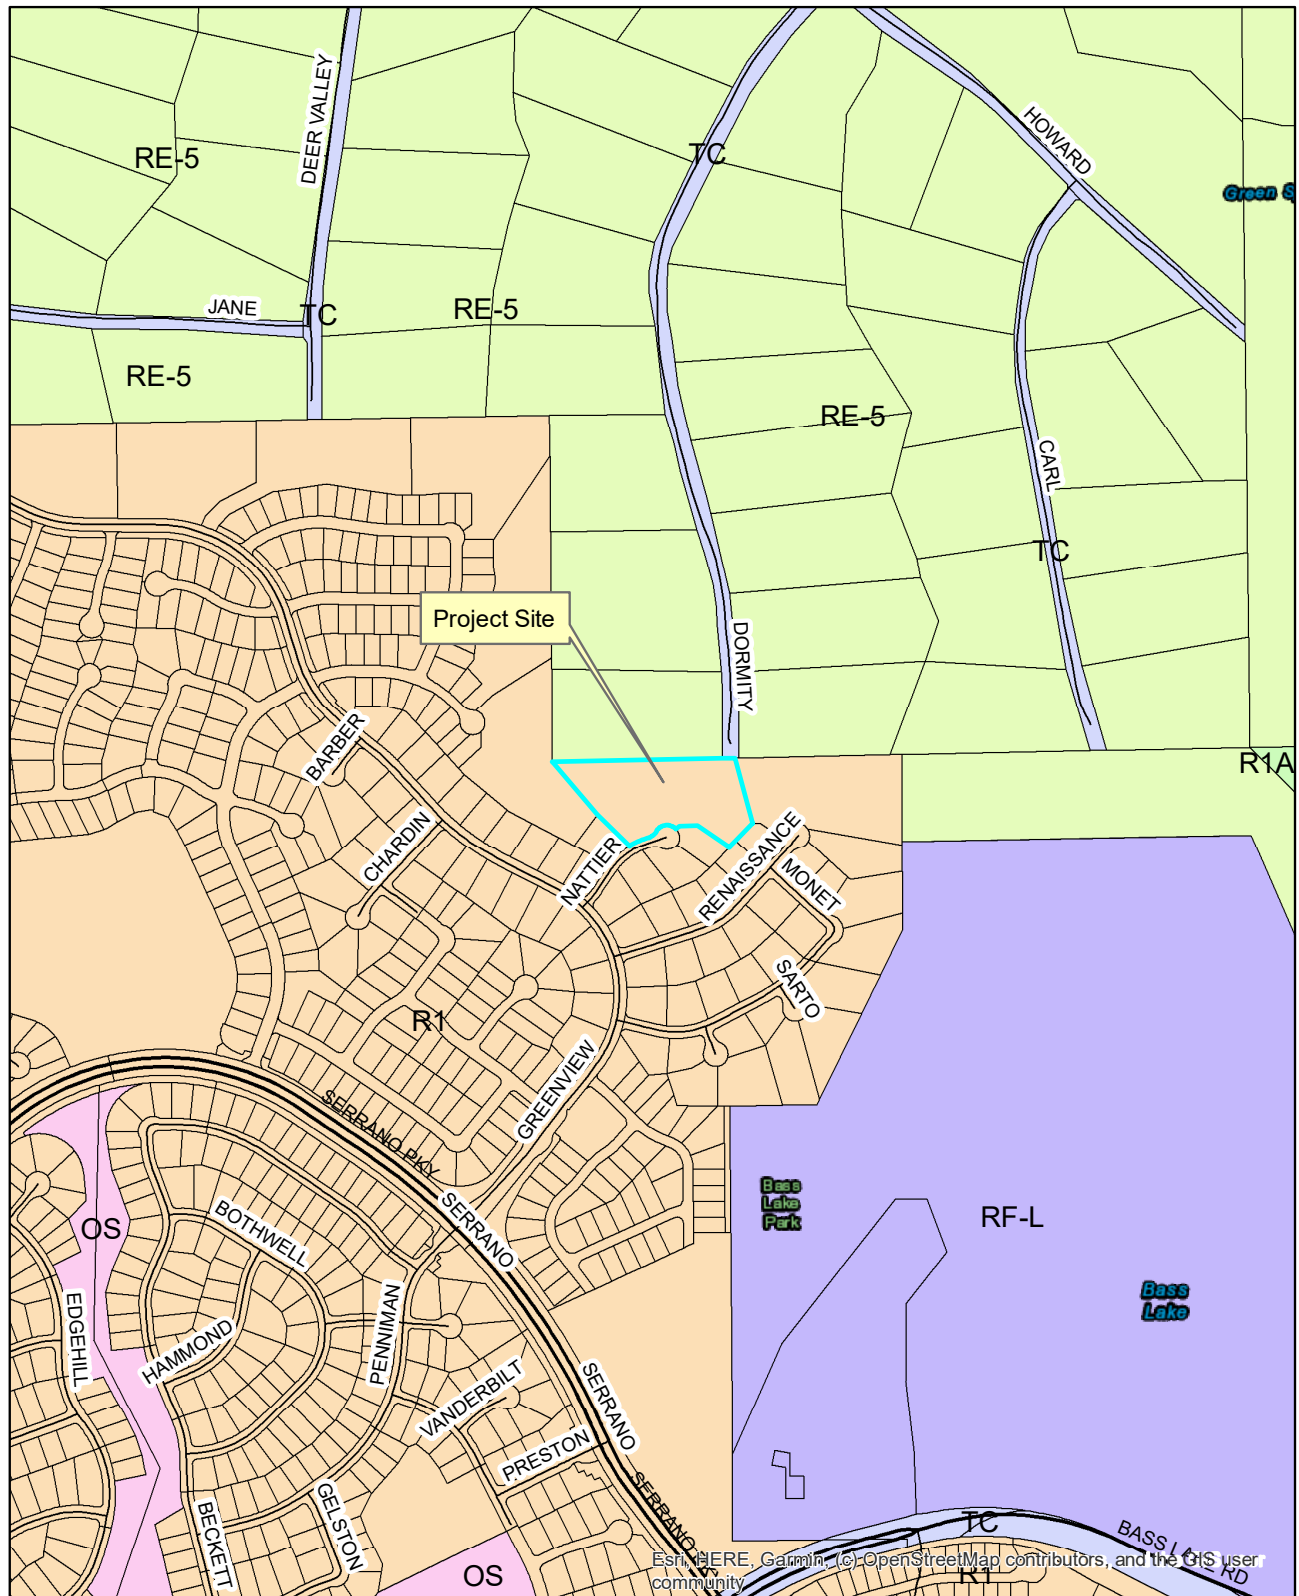 DEER VALLEY
RE-5
TC
HOWARD
Green S
JANE
TC
RE-5
RE-5
RE-5
CARL
TC
Project Site
DORMITY
BARBER
R1A
CHARDIN
NATTIER
RENAISSANCE
MONET
SARTO
R1
GREENVIEW
SERRANO PKY
SERRANO
Bass
Lake
Park
RF-L
OS
BOTHWELL
Bass
Lake
EDGEHILL
HAMMOND
PENNIMAN
VANDERBILT
SERRANO
PRESTON
BECKETT
GELSTON
TC
BASS LAKE RD
OS
R1
Esri, HERE, Garmin, (c) OpenStreetMap contributors, and the GIS user
community